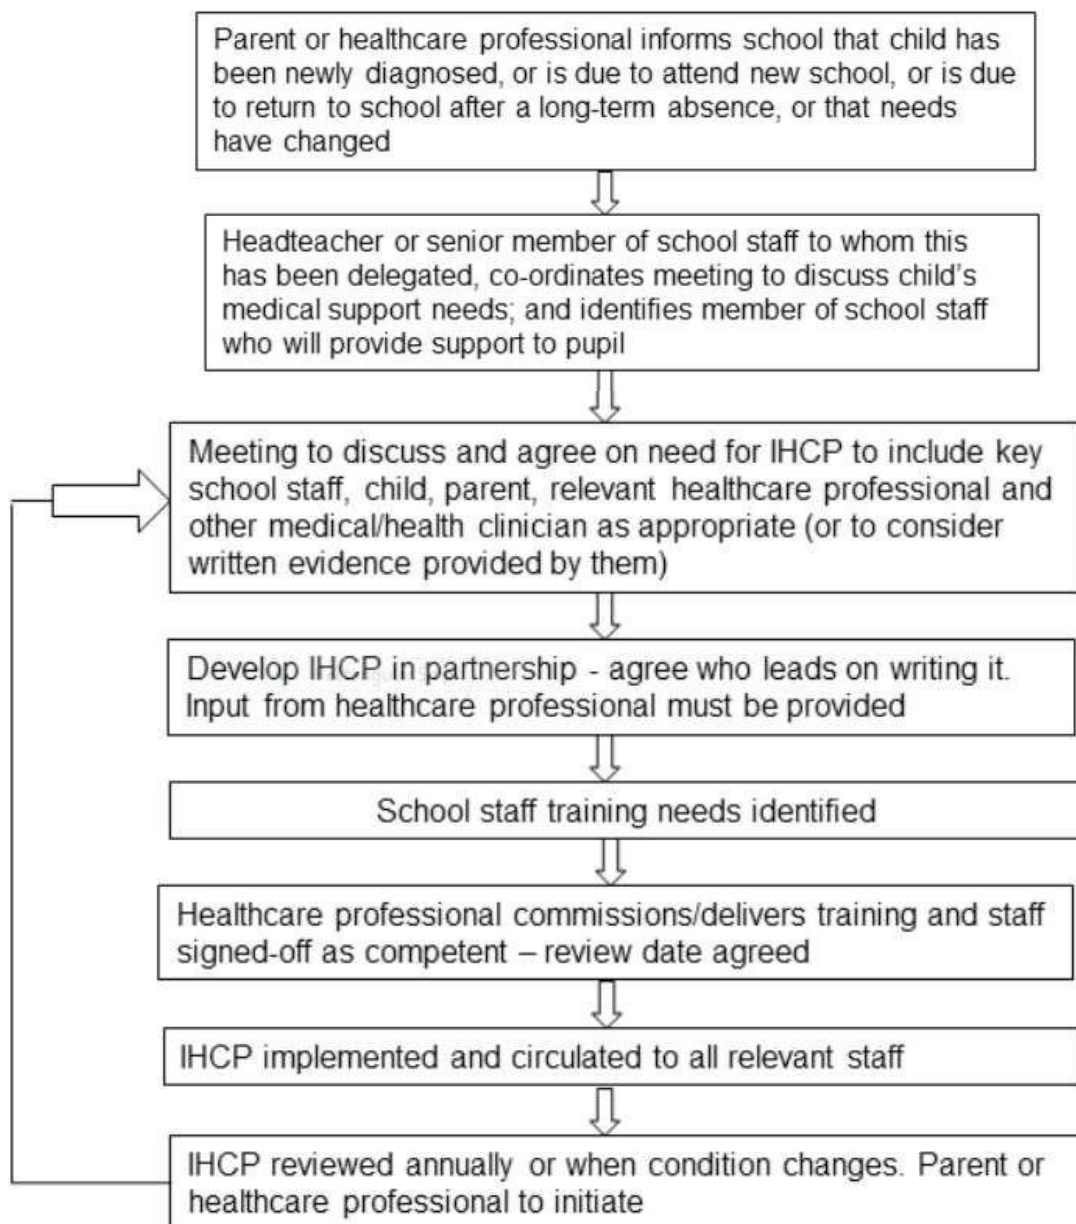 Parent or healthcare professional informs school that child has
been newly diagnosed, or is due to attend new school, or is due
to return to school after a long-term absence, or that needs
have changed
Headteacher or senior member of school staff to whom this
has been delegated, co-ordinates meeting to discuss child's
medical support needs; and identifies member of school staff
who will provide support to pupil
Meeting to discuss and agree on need for IHCP to include key
school staff, child, parent, relevant healthcare professional and
other medical/health clinician as appropriate (or to consider
written evidence provided by them)
Develop IHCP in partnership - agree who leads on writing it.
Input from healthcare professional must be provided
School staff training needs identified
Healthcare professional commissions/delivers training and staff
signed-off as competent – review date agreed
IHCP implemented and circulated to all relevant staff
IHCP reviewed annually or when condition changes. Parent or
healthcare professional to initiate